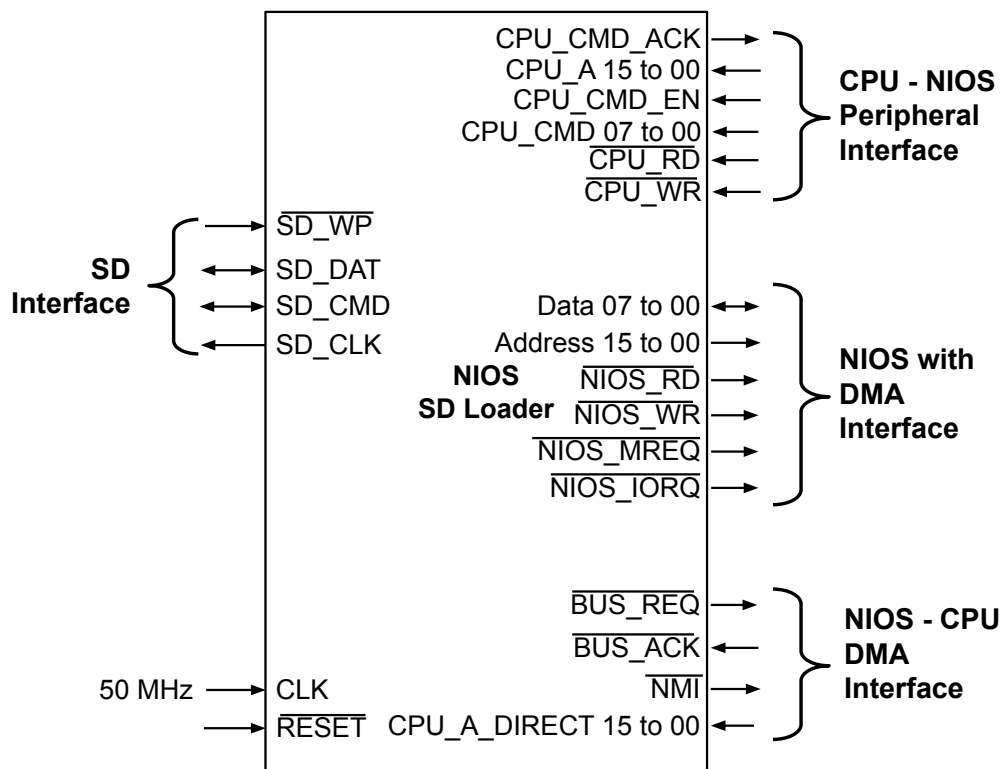 CPU_CMD_ACK
CPU_A 15 to 00
CPU_CMD_EN
CPU_CMD 07 to 00
CPU_RD
CPU_WR
CPU - NIOS
Peripheral
Interface
SD
Interface
SD_WP
SD_DAT
SD_CMD
SD_CLK
NIOS
SD Loader
Data 07 to 00
Address 15 to 00
NIOS_RD
NIOS_WR
NIOS_MREQ
NIOS_IORQ
NIOS with
DMA
Interface
BUS_REQ
BUS_ACK
NMI
CPU_A_DIRECT 15 to 00
NIOS - CPU
DMA
Interface
50 MHz
CLK
RESET